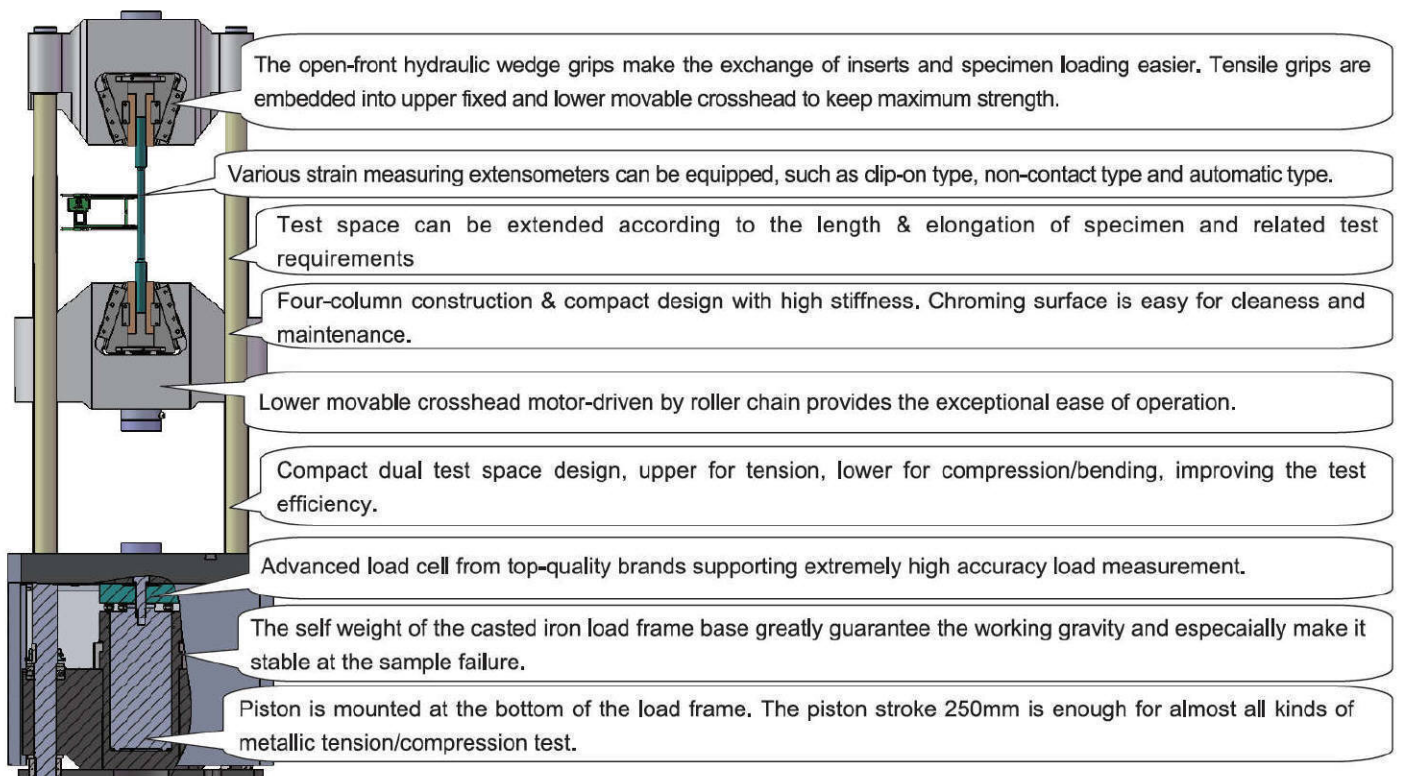 The open-front hydraulic wedge grips make the exchange of inserts and specimen loading easier. Tensile grips are
embedded into upper fixed and lower movable crosshead to keep maximum strength.
Various strain measuring extensometers can be equipped, such as clip-on type, non-contact type and automatic type.
Test space can be extended according to the length & elongation of specimen and related test
requirements
Four-column construction & compact design with high stiffness. Chroming surface is easy for cleaness and
maintenance.
Lower movable crosshead motor-driven by roller chain provides the exceptional ease of operation.
Compact dual test space design, upper for tension, lower for compression/bending, improving the test
efficiency.
Advanced load cell from top-quality brands supporting extremely high accuracy load measurement.
The self weight of the casted iron load frame base greatly guarantee the working gravity and especaially make it
stable at the sample failure.
Piston is mounted at the bottom of the load frame. The piston stroke 250mm is enough for almost all kinds of
metallic tension/compression test.